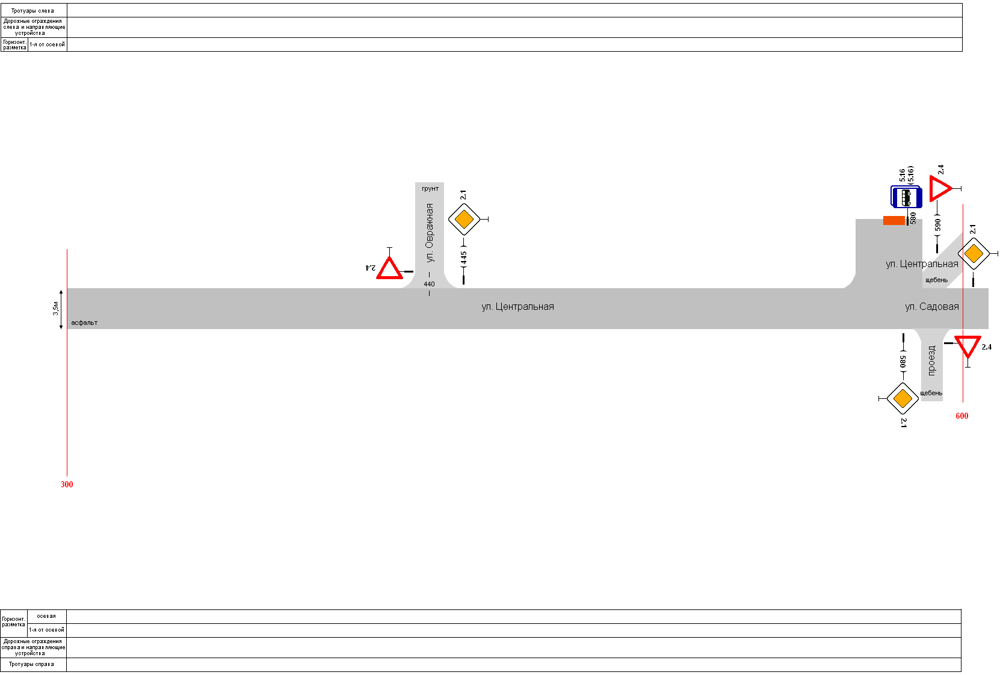 Тротуары слева
Дорожные ограждения
слева и направляющие
устройства
Горизонт.
разметка
1-я от осевой
5.16
(5.16)
2.4
580
( 590 )
2.1
грунт
ул. Овражная
2.1
(445 )
2.4
440
ул. Центральная
щебень
3,5м
ул. Центральная
ул. Садовая
асфальт
проезд
2.4
( 580 )
щебень
2.1
600
300
Горизонт.
разметка
осевая
1-я от осевой
Дорожные ограждения
справа и направляющие
устройства
Тротуары справа